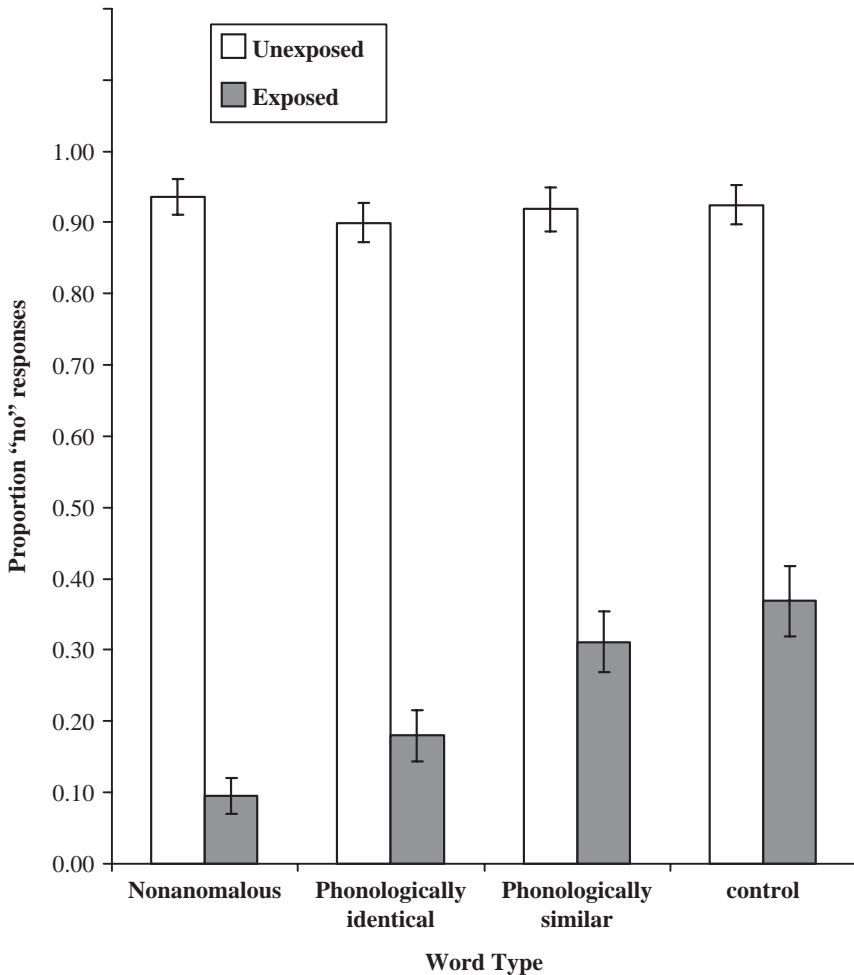 Unexposed
Exposed
1.00
0.90
0.80
0.70
0.60
0.50
0.40
0.30
0.20
0.10
0.00
Proportion “no” responses
Nonanomalous
Phonologically
identical
Phonologically
similar
control
Word Type